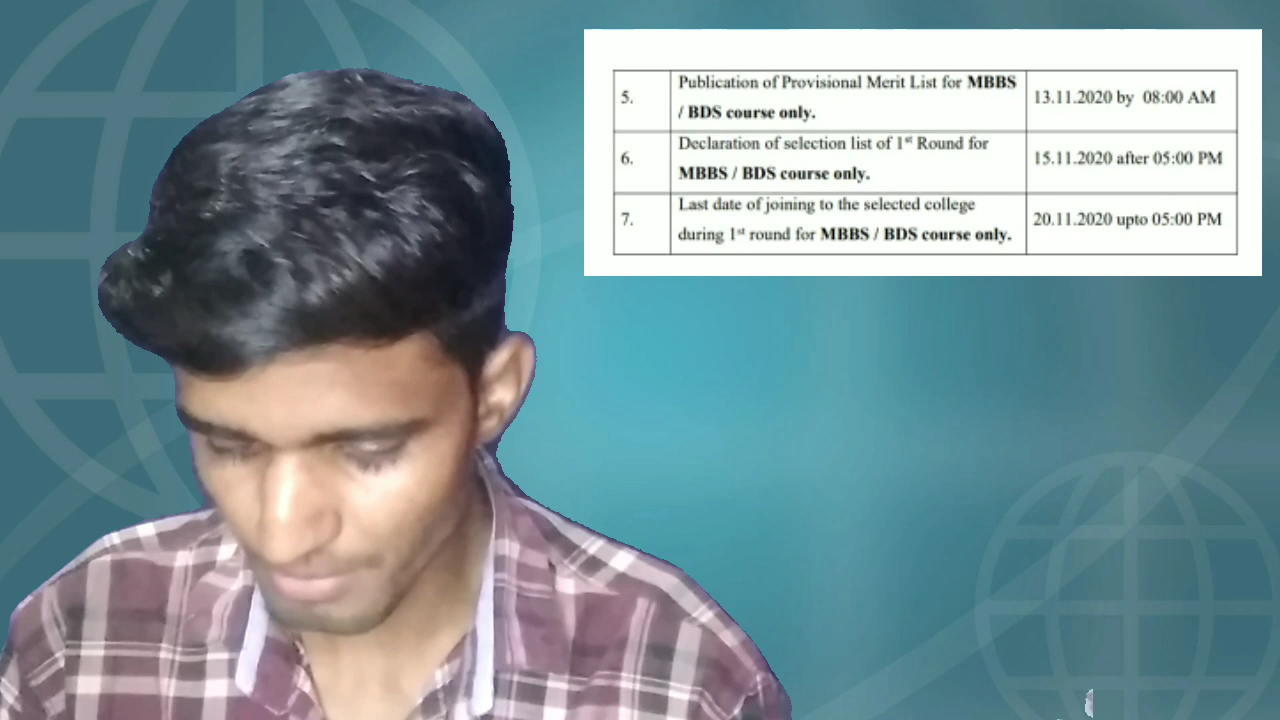 5.
Publication of Provisional Merit List for MBBS
/ BDS course only.
13.11.2020 by 08:00 AM
6.
Declaration of selection list of 1st Round for
MBBS / BDS course only.
15.11.2020 after 05:00 PM
7.
Last date of joining to the selected college
during 1st round for MBBS / BDS course only.
20.11.2020 upto 05:00 PM